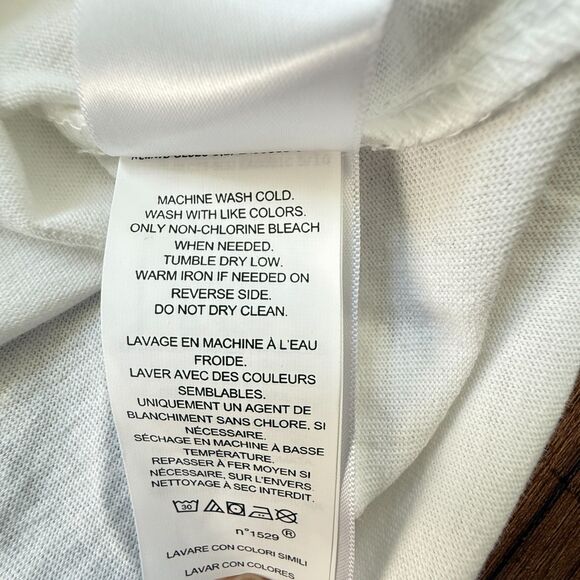 MACHINE WASH COLD.
WASH WITH LIKE COLORS.
ONLY NON-CHLORINE BLEACH
WHEN NEEDED.
TUMBLE DRY LOW.
WARM IRON IF NEEDED ON
REVERSE SIDE.
DO NOT DRY CLEAN.
LAVAGE EN MACHINE À L'EAU
FROIDE.
LAVER AVEC DES COULEURS
SEMBLABLES.
UNIQUEMENT UN AGENT DE
BLANCHIMENT SANS CHLORE, SI
NÉCESSAIRE.
SÉCHAGE EN MACHINE À BASSE
TEMPÉRATURE.
REPASSER À FER MOYEN SI
NÉCESSAIRE, SUR L'ENVERS.
NETTOYAGE À SEC INTERDIT.
30
n°1529 ®
LAVARE CON COLORI SIMILI
LAVAR CON COLORES